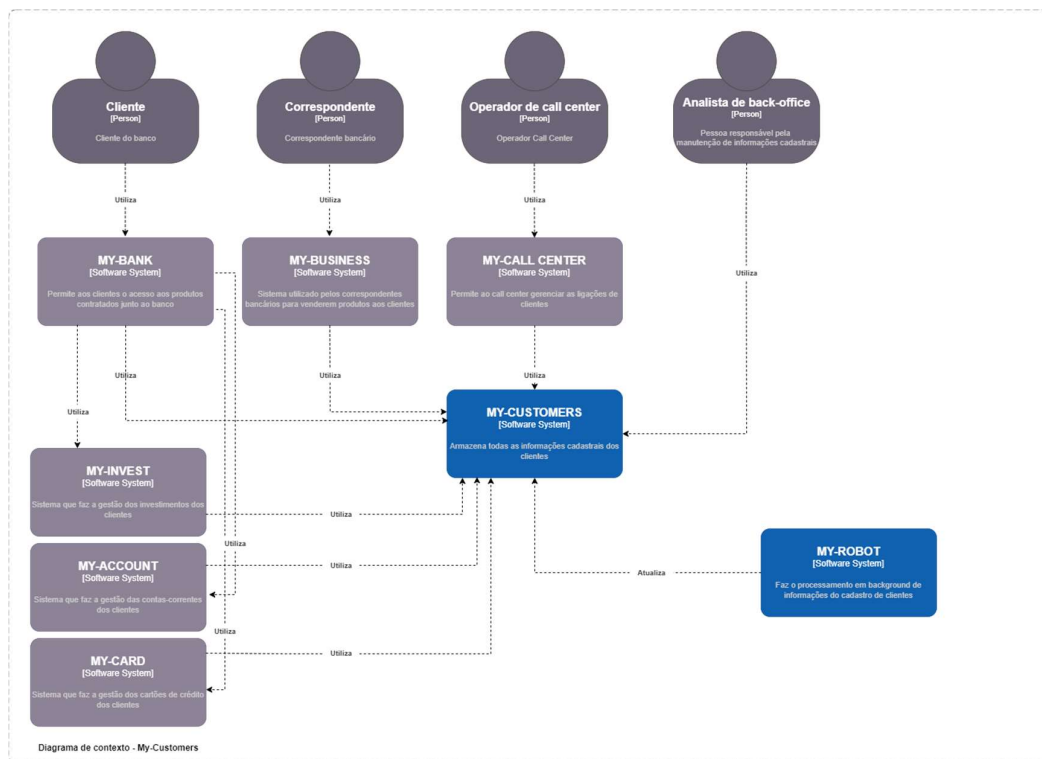 Cliente
[Person]
Cliente do banco
Correspondente
[Person]
Correspondente bancário
Operador de call center
[Person]
Operador Call Center
Analista de back-office
[Person]
Pessoa responsável pela
manutenção de informações cadastrais
Utiliza
Utiliza
Utiliza
Utiliza
MY-BANK
[Software System]
Permite aos clientes o acesso aos produtos
contratados junto ao banco
MY-BUSINESS
[Software System]
Sistema utilizado pelos correspondentes
bancários para venderem produtos aos clientes
MY-CALL CENTER
[Software System]
Permite ao call center gerenciar as ligações de
clientes
Utiliza
Utiliza
Utiliza
Utiliza
MY-CUSTOMERS
[Software System]
Armazena todas as informações cadastrais dos
clientes
MY-INVEST
[Software System]
Sistema que faz a gestão dos investimentos dos
clientes
Utiliza
Utiliza
MY-ACCOUNT
[Software System]
Sistema que faz a gestão das contas-correntes
dos clientes
Utiliza
Utiliza
MY-CARD
[Software System]
Sistema que faz a gestão dos cartões de crédito
dos clientes
Utiliza
MY-ROBOT
[Software System]
Faz o processamento em background de
informações do cadastro de clientes
Atualiza
Diagrama de contexto - My-Customers